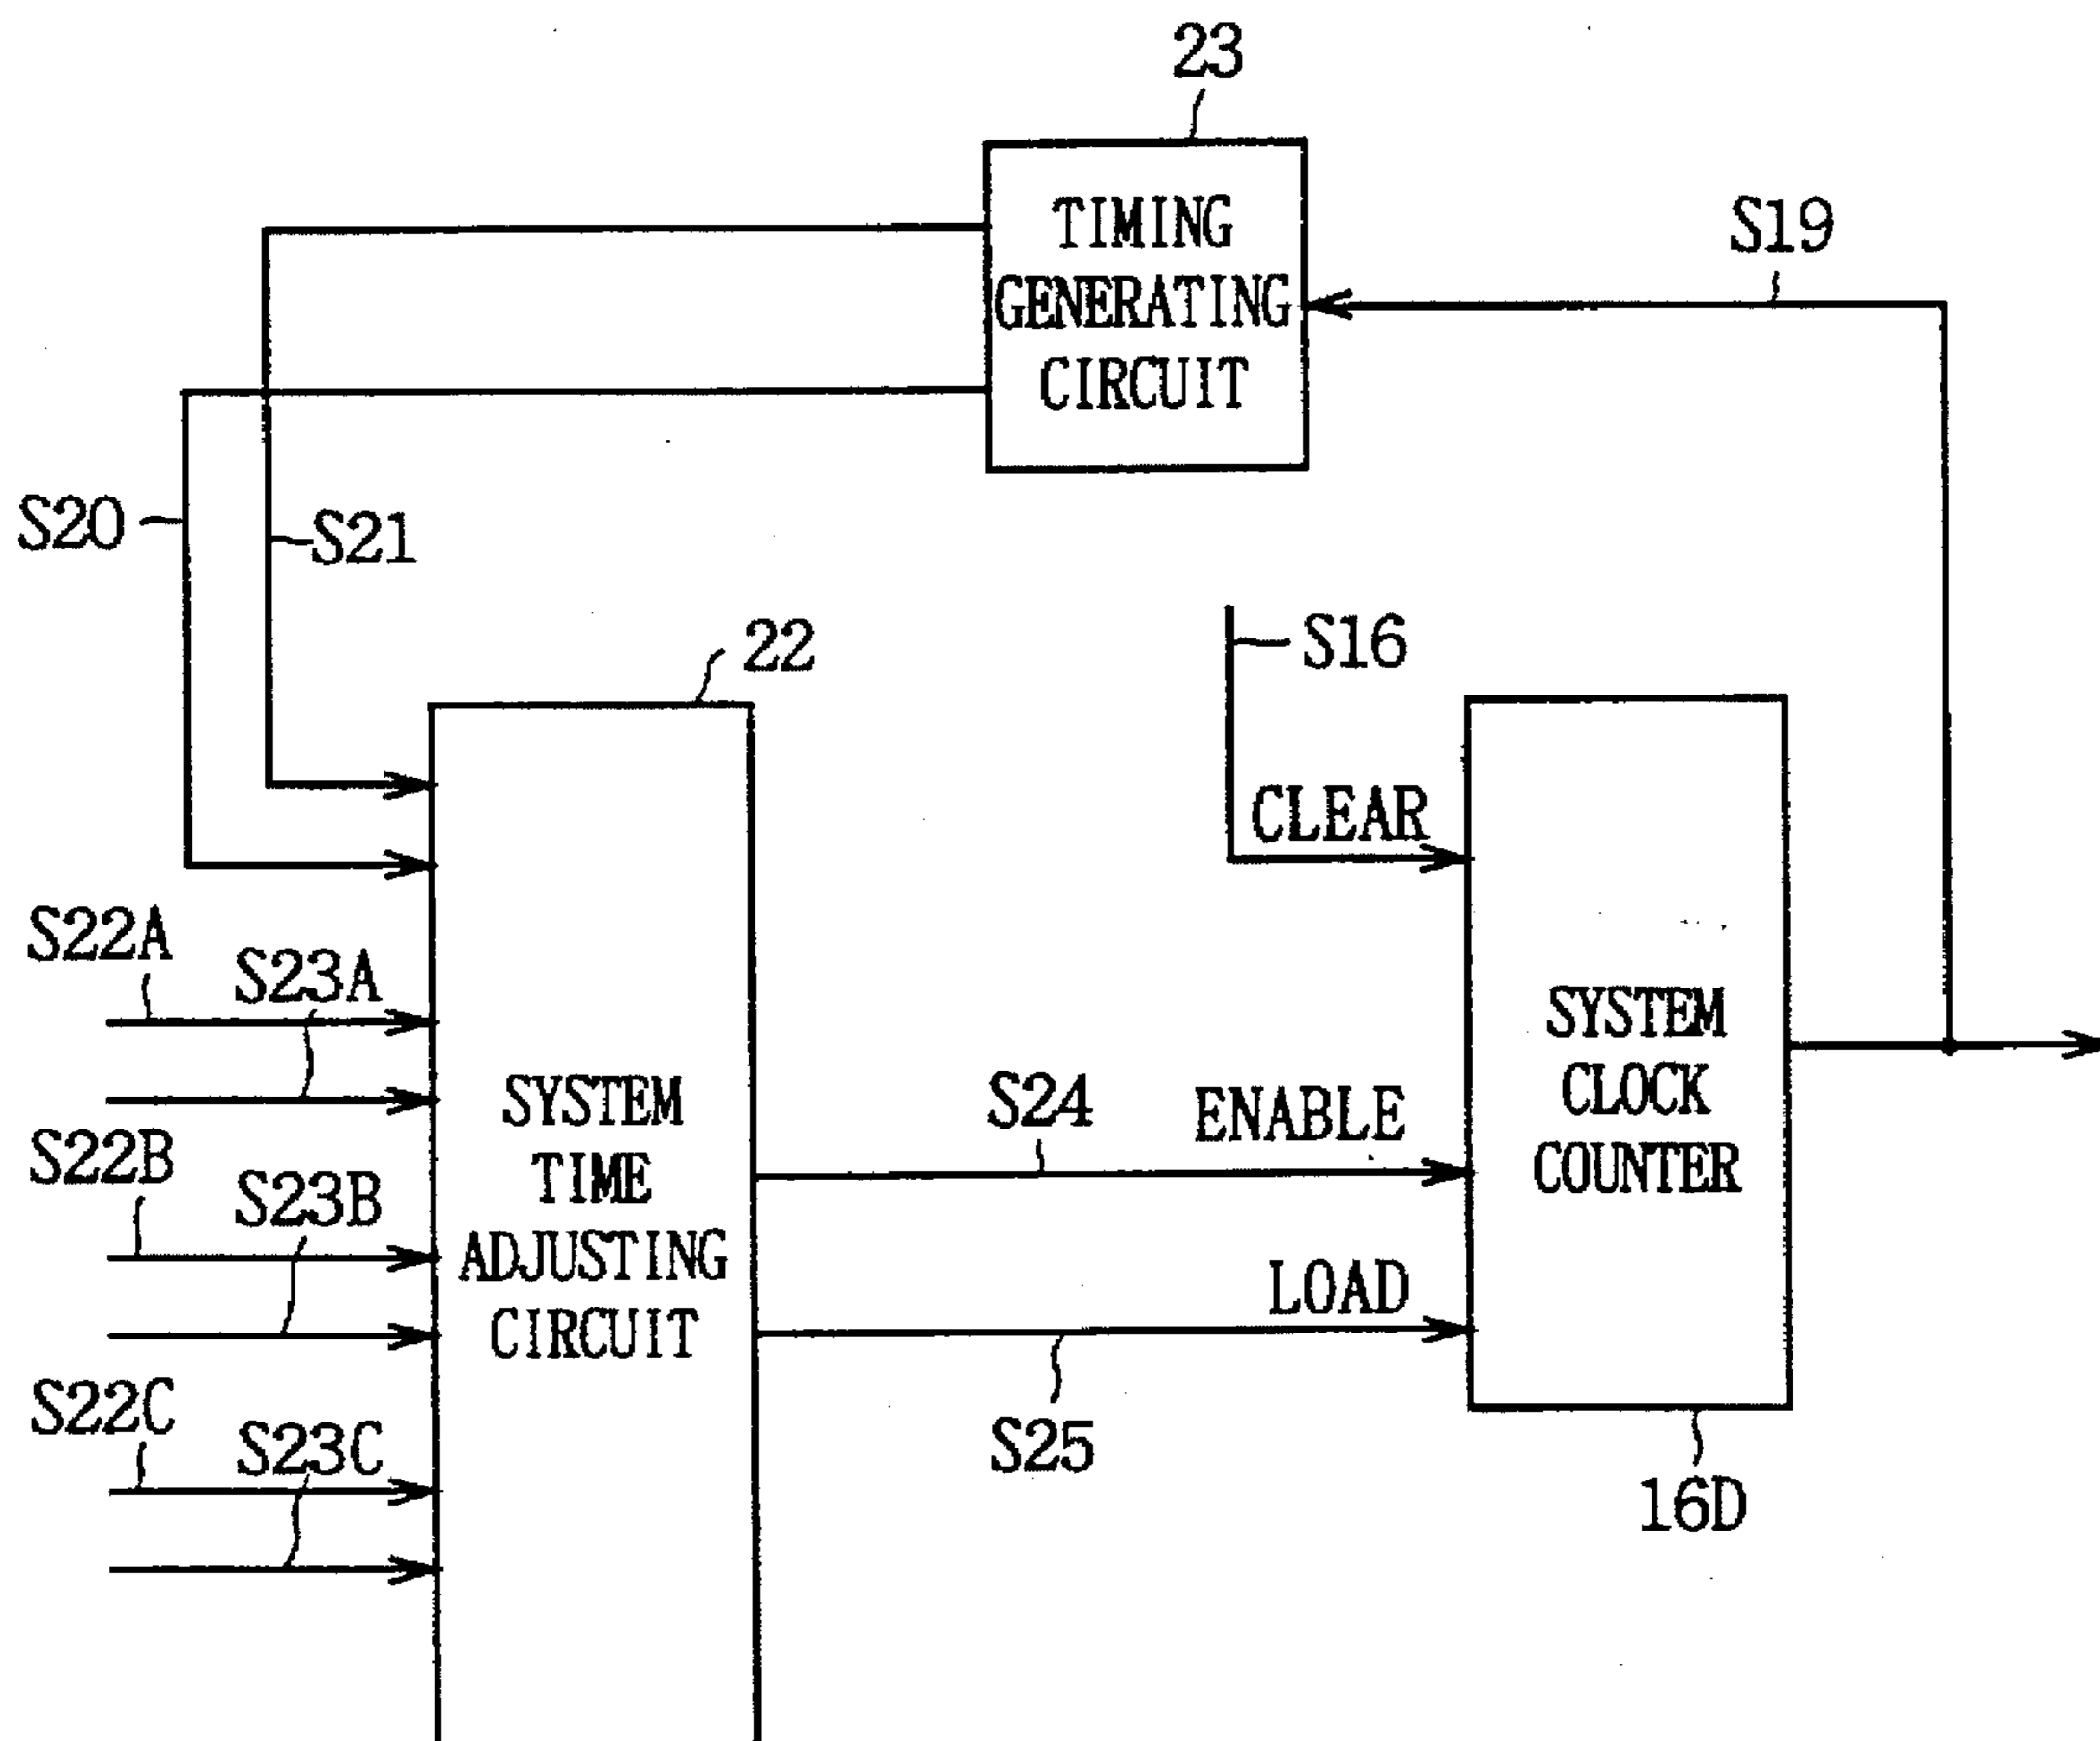 23
TIMING
GENERATING
CIRCUIT
S19
S20
S21
22
S16
CLEAR
S22A
S23A
SYSTEM
CLOCK
COUNTER
SYSTEM
TIME
ADJUSTING
CIRCUIT
S24
ENABLE
S22B
S23B
LOAD
S22C
S23C
S25
16D